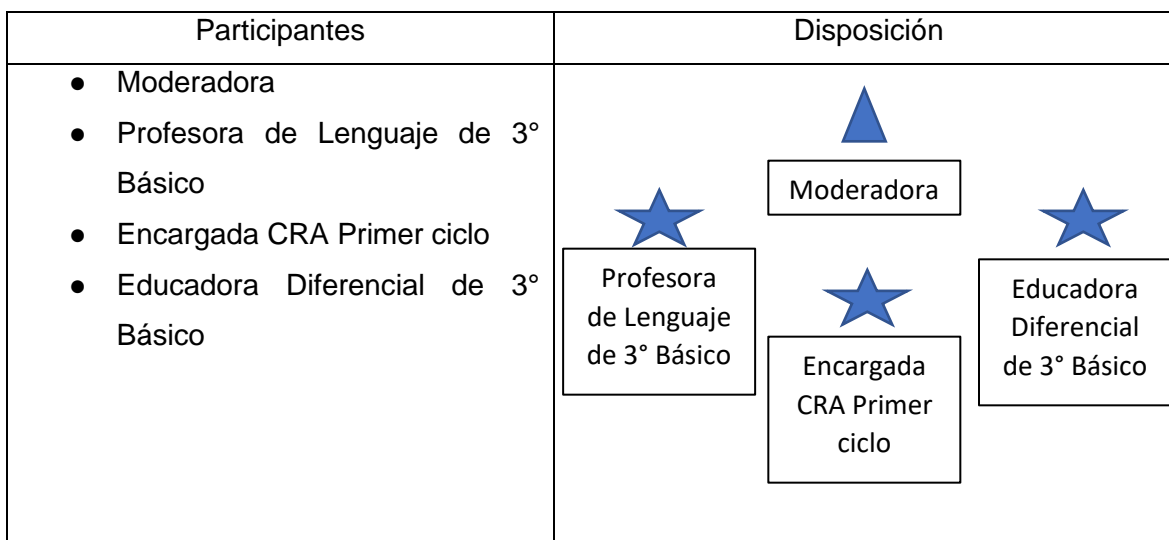 Participantes
Disposición
● Moderadora
● Profesora de Lenguaje de 3°
Básico
● Encargada CRA Primer ciclo
● Educadora Diferencial de 3°
Básico
Moderadora
Profesora
de Lenguaje
de 3° Básico
Encargada
CRA Primer
ciclo
Educadora
Diferencial
de 3° Básico